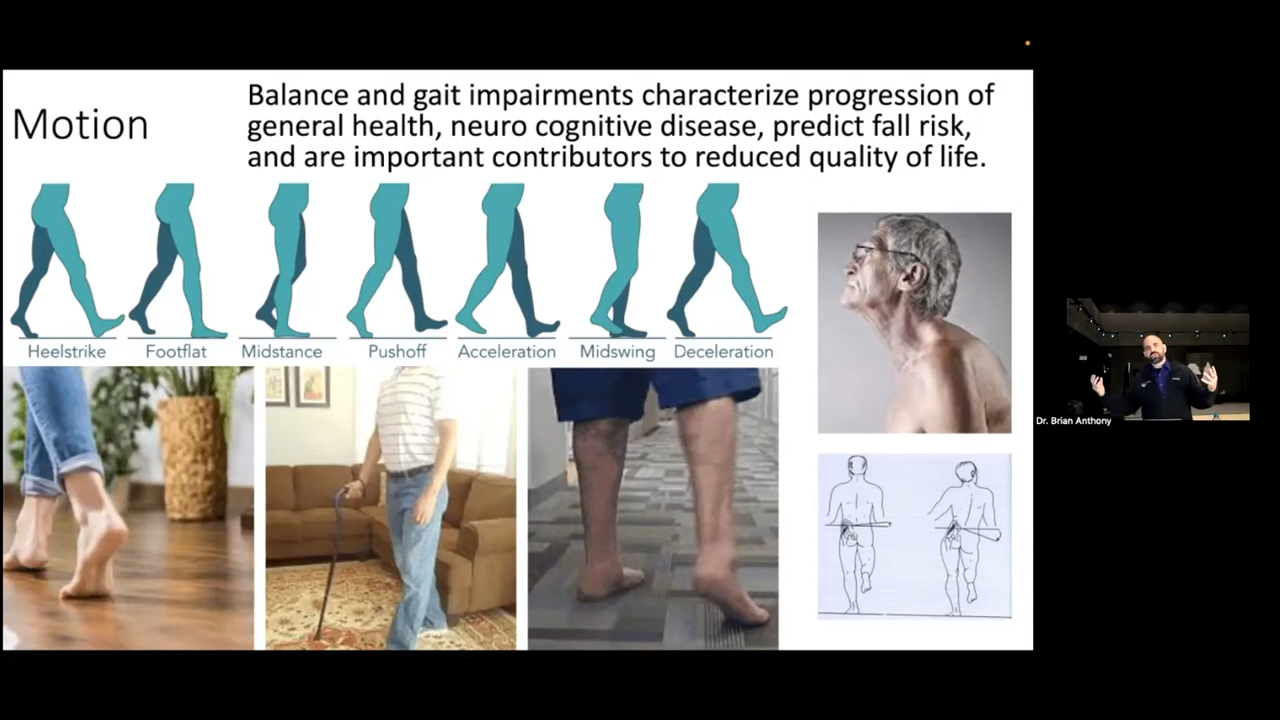 Motion
Balance and gait impairments characterize progression of
general health, neuro cognitive disease, predict fall risk,
and are important contributors to reduced quality of life.
Heelstrike
Footflat
Midstance
Pushoff
Acceleration
Midswing
Deceleration
Dr. Brian Anthony